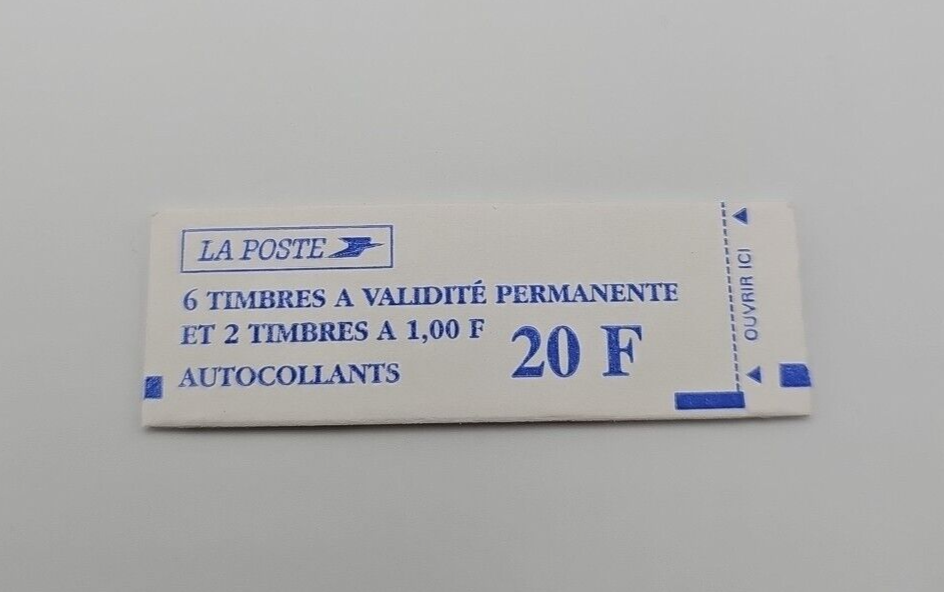 LA POSTE
6 TIMBRES A VALIDITÉ PERMANENTE
ET 2 TIMBRES A 1,00 F
20 F
AUTOCOLLANTS
OUVRIR ICI